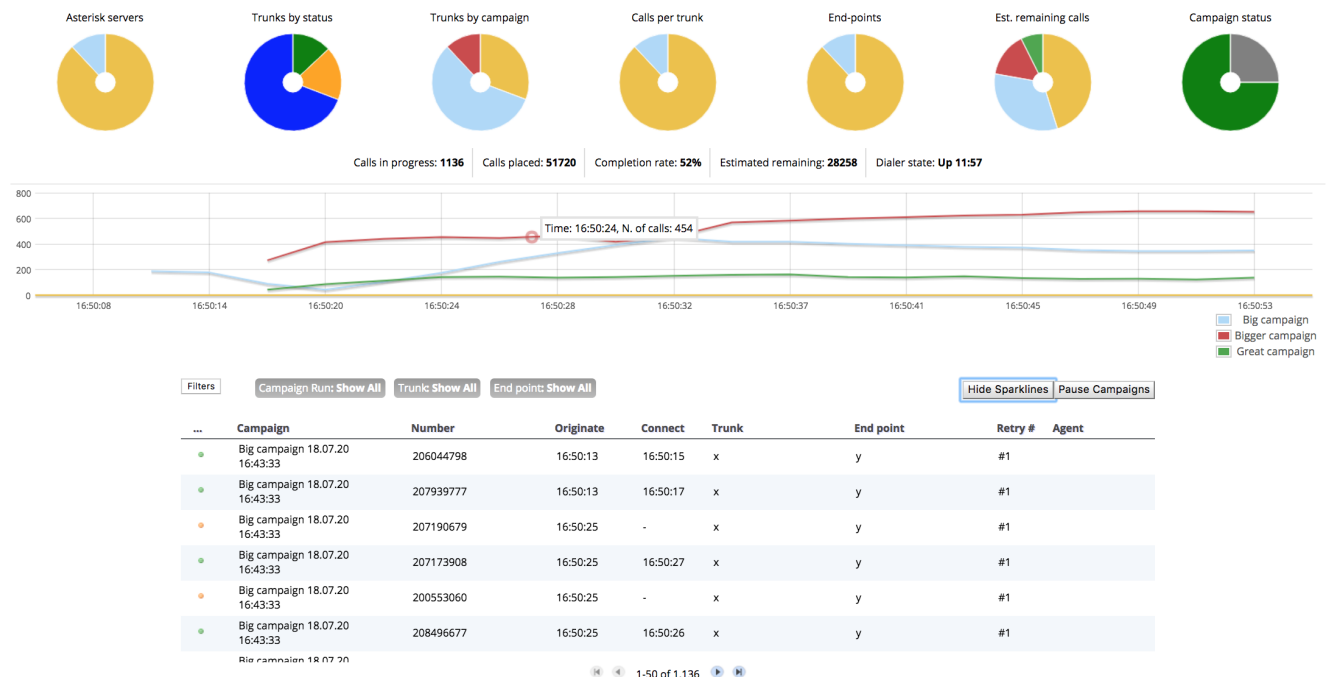 Asterisk servers Trunks by status Trunks by campaign Calls per trunk End-points Est. remaining calls Campaign status
Calls in progress: 1136 Calls placed: 51720 Completion rate: 52% Estimated remaining: 28258 Dialer state: Up 11:57
800
600
Time: 16:50:24, N. of calls: 454
400
200
0
16:50:08 16:50:14 16:50:20 16:50:24 16:50:28 16:50:32 16:50:37 16:50:41 16:50:45 16:50:49 16:50:53
Big campaign
Bigger campaign
Great campaign
Filters Campaign Run: Show All Trunk: Show All End point: Show All Hide Sparklines Pause Campaigns
... Campaign Number Originate Connect Trunk End point Retry # Agent
Big campaign 18.07.20
16:43:33 206044798 16:50:13 16:50:15 x y #1
Big campaign 18.07.20
16:43:33 207939777 16:50:13 16:50:17 x y #1
Big campaign 18.07.20
16:43:33 207190679 16:50:25 - x y #1
Big campaign 18.07.20
16:43:33 207173908 16:50:25 16:50:27 x y #1
Big campaign 18.07.20
16:43:33 200553060 16:50:25 - x y #1
Big campaign 18.07.20
16:43:33 208496677 16:50:25 16:50:26 x y #1
Big campaign 18.07.20
1-50 of 1.136